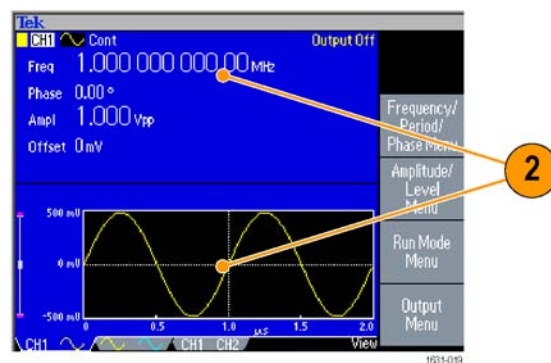 Tek
CH1 Cont Output Off
Freq 1.000 000 000 00 MHz
Phase 0.00 °
Ampl 1.000 Vpp
Offset 0 mV
Frequency/
Period/
Phase Menu
Amplitude/
Level
Menu
Run Mode
Menu
Output
Menu
2
500 mV
0 mV
-500 mV
0 0.5 1.0 µs 1.5 2.0
CH1 CH1 CH2 View
1631-019